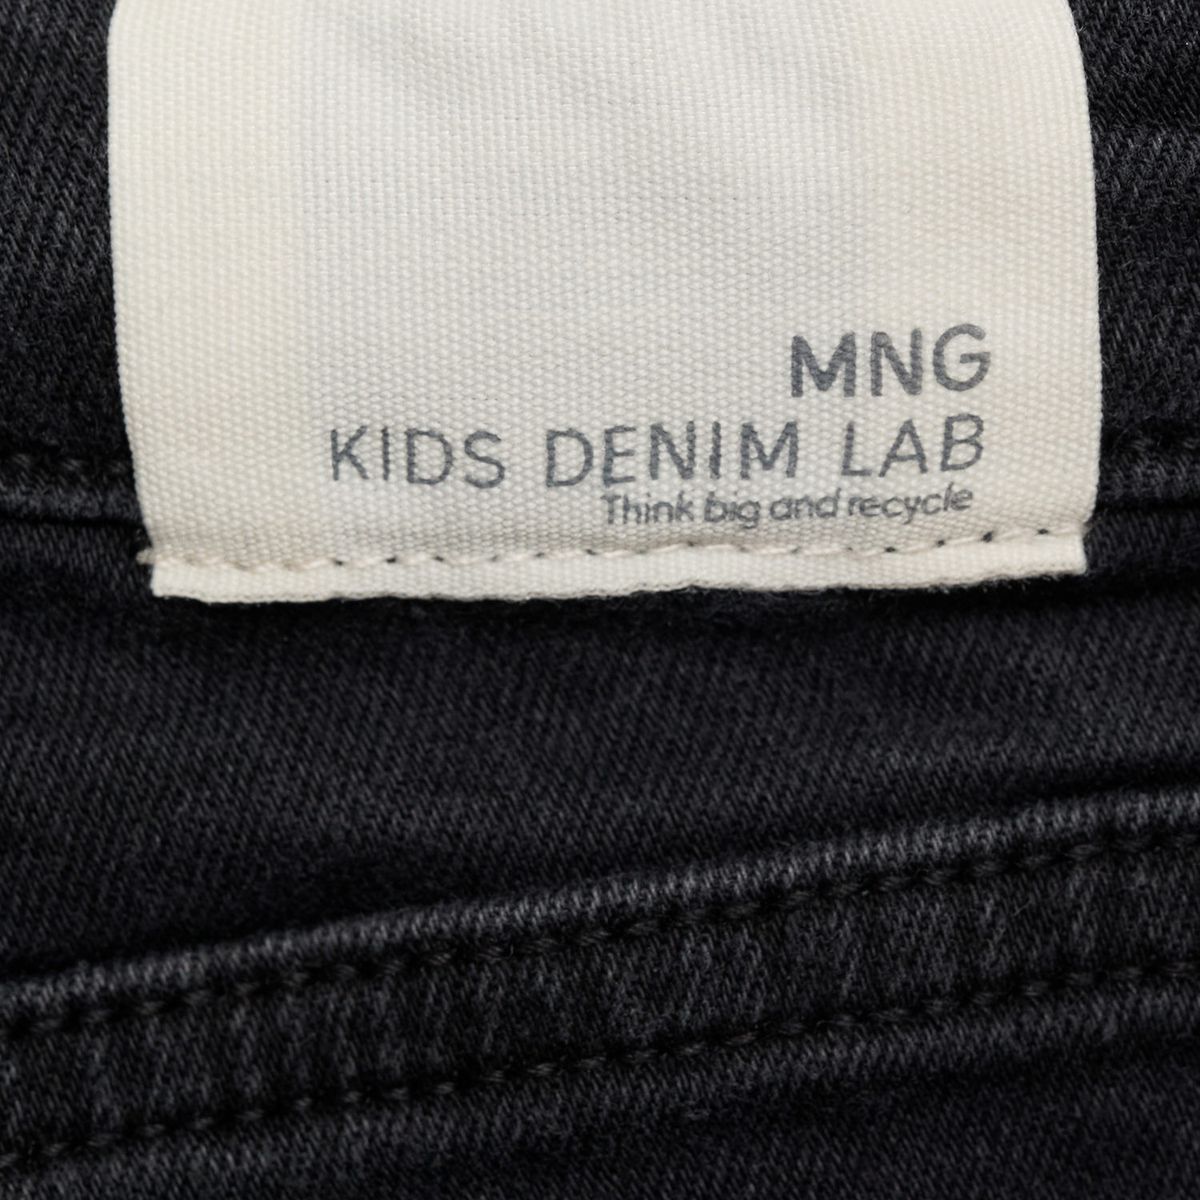 MNG
KIDS DENIM LAB
Think big and recycle